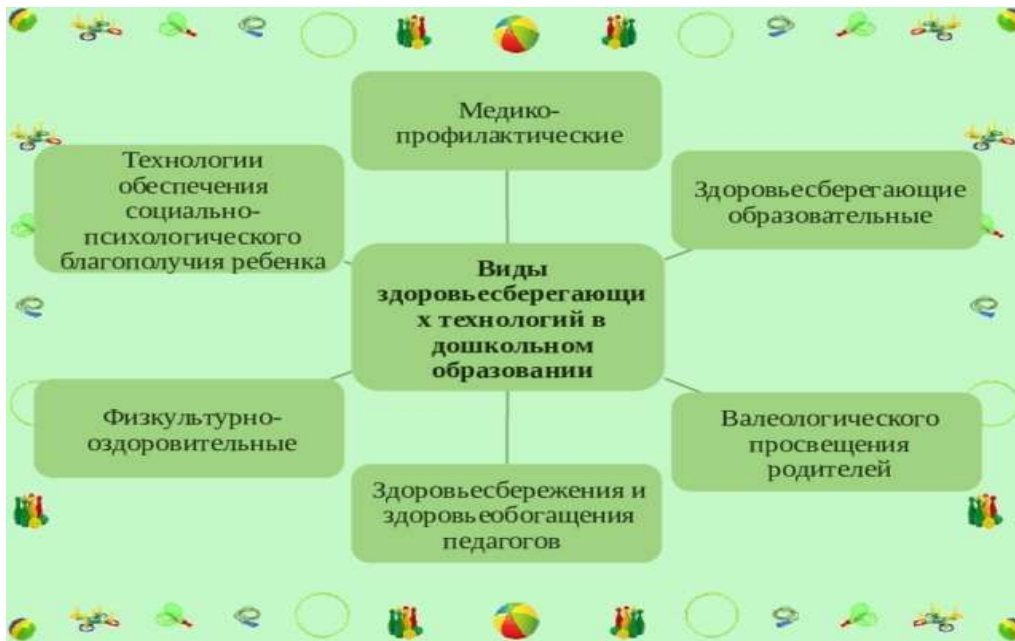 Медико-
профилактические
Технологии
обеспечения
социально-
психологического
благополучия ребенка
Здоровьесберегающие
образовательные
Виды
здоровьесберегающи
х технологий в
дошкольном
образовании
Физкультурно-
оздоровительные
Валеологического
просвещения
родителей
Здоровьесбережения и
здоровьеобогащения
педагогов